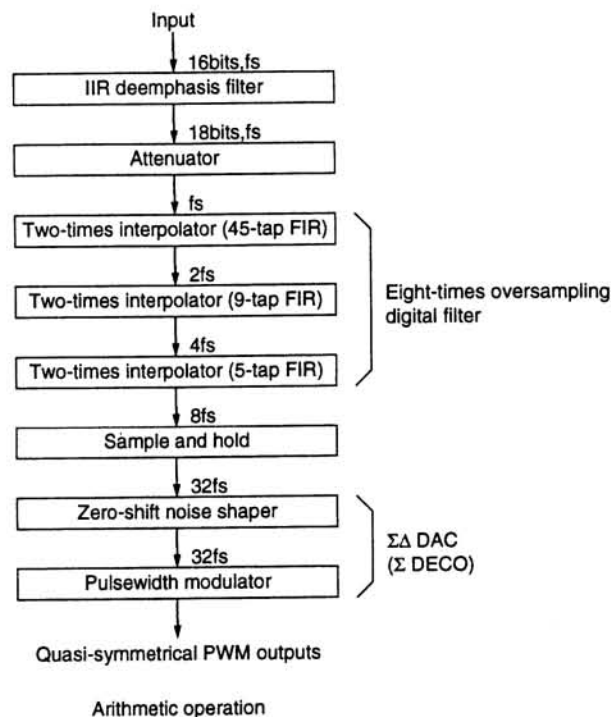 Input
16bits,fs
IIR deemphasis filter
18bits,fs
Attenuator
fs
Two-times interpolator (45-tap FIR)
2fs
Two-times interpolator (9-tap FIR)
4fs
Two-times interpolator (5-tap FIR)
Eight-times oversampling
digital filter
8fs
Sample and hold
32fs
Zero-shift noise shaper
32fs
Pulsewidth modulator
ΣΔ DAC
(Σ DECO)
Quasi-symmetrical PWM outputs
Arithmetic operation